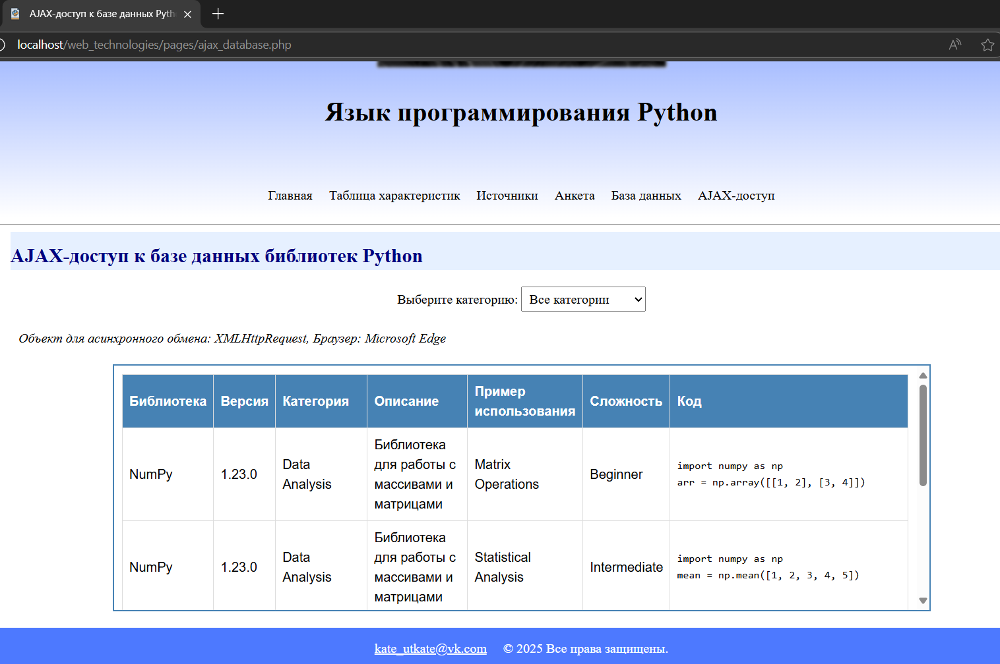 AJAX-доступ к базе данных Pyth
localhost/web_technologies/pages/ajax_database.php
Язык программирования Python
Главная Таблица характеристик Источники Анкета База данных AJAX-доступ
AJAX-доступ к базе данных библиотек Python
Выберите категорию: Все категории
Объект для асинхронного обмена: XMLHttpRequest, Браузер: Microsoft Edge
Библиотека Версия Категория Описание Пример использования Сложность Код
NumPy 1.23.0 Data Analysis Библиотека для работы с массивами и матрицами Matrix Operations Beginner import numpy as np
arr = np.array([[1, 2], [3, 4]])
NumPy 1.23.0 Data Analysis Библиотека для работы с массивами и матрицами Statistical Analysis Intermediate import numpy as np
mean = np.mean([1, 2, 3, 4, 5])
kate_utkate@vk.com © 2025 Все права защищены.